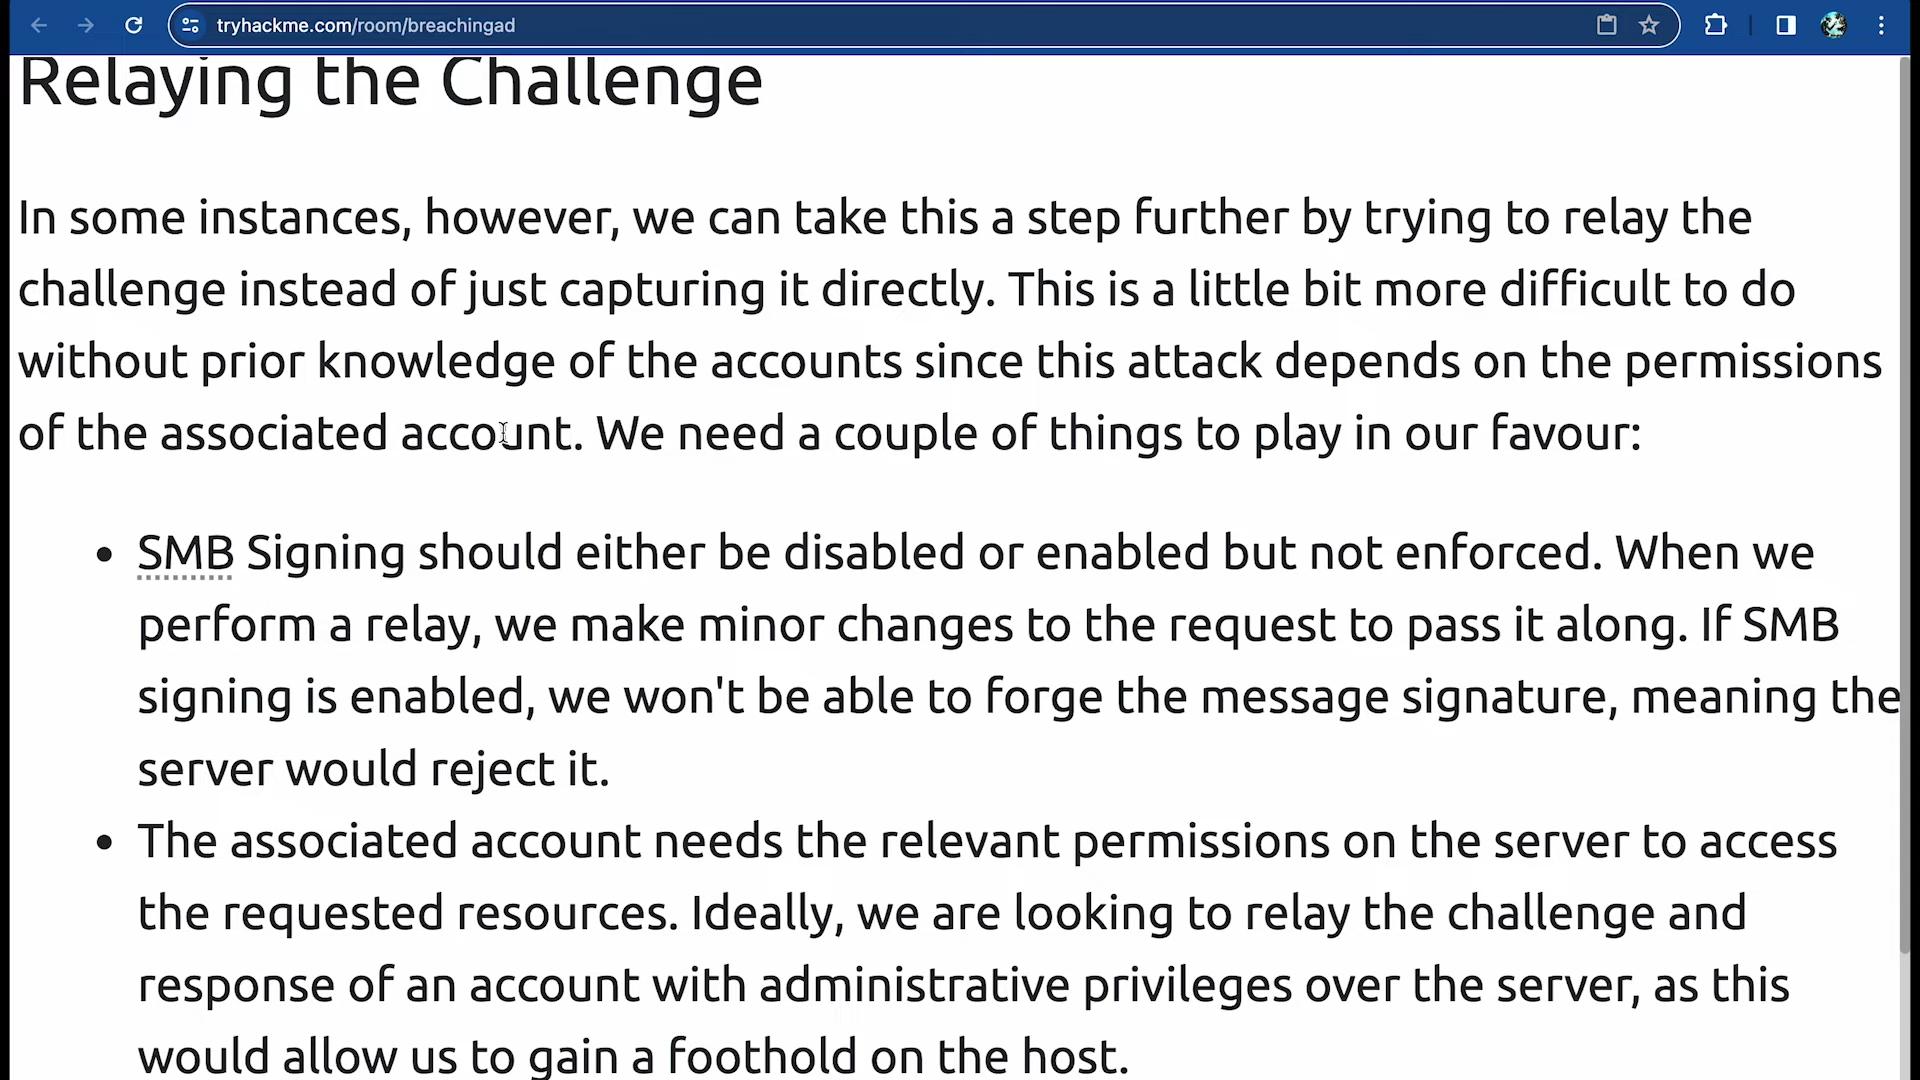 tryhackme.com/room/breachingad
Relaying the Challenge
In some instances, however, we can take this a step further by trying to relay the
challenge instead of just capturing it directly. This is a little bit more difficult to do
without prior knowledge of the accounts since this attack depends on the permissions
of the associated account. We need a couple of things to play in our favour:
• SMB Signing should either be disabled or enabled but not enforced. When we
perform a relay, we make minor changes to the request to pass it along. If SMB
signing is enabled, we won't be able to forge the message signature, meaning the
server would reject it.
• The associated account needs the relevant permissions on the server to access
the requested resources. Ideally, we are looking to relay the challenge and
response of an account with administrative privileges over the server, as this
would allow us to gain a foothold on the host.